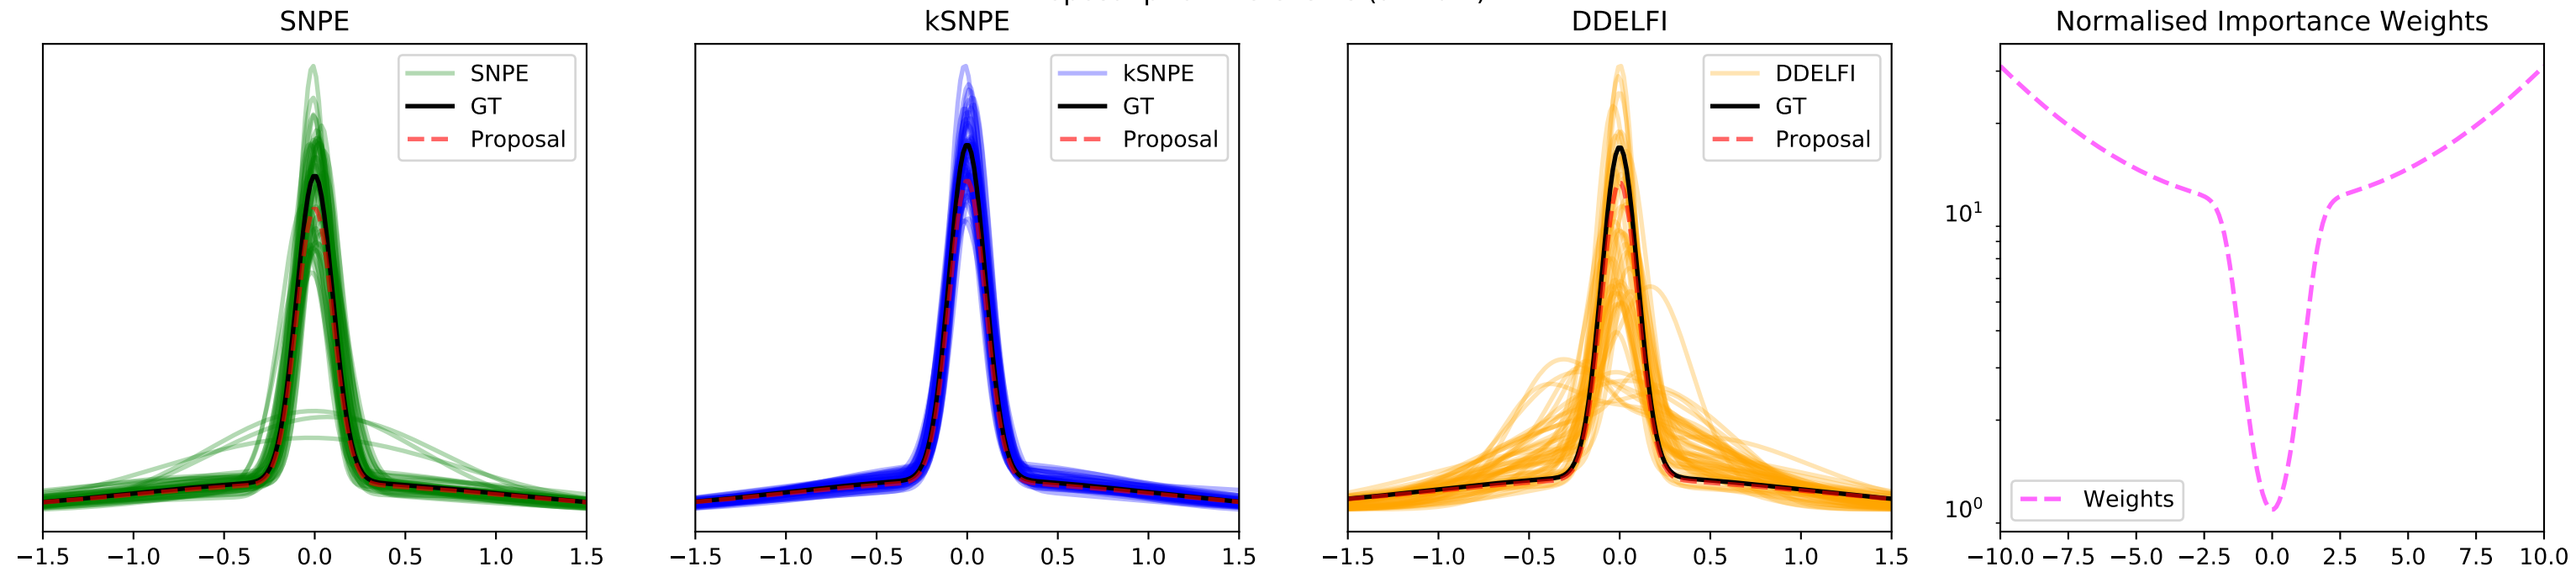 SNPE
SNPE
GT
Proposal
−1.5 −1.0 −0.5 0.0 0.5 1.0 1.5
kSNPE
kSNPE
GT
Proposal
−1.5 −1.0 −0.5 0.0 0.5 1.0 1.5
DDELFI
DDELFI
GT
Proposal
−1.5 −1.0 −0.5 0.0 0.5 1.0 1.5
Normalised Importance Weights
10¹
10⁰
Weights
−10.0 −7.5 −5.0 −2.5 0.0 2.5 5.0 7.5 10.0